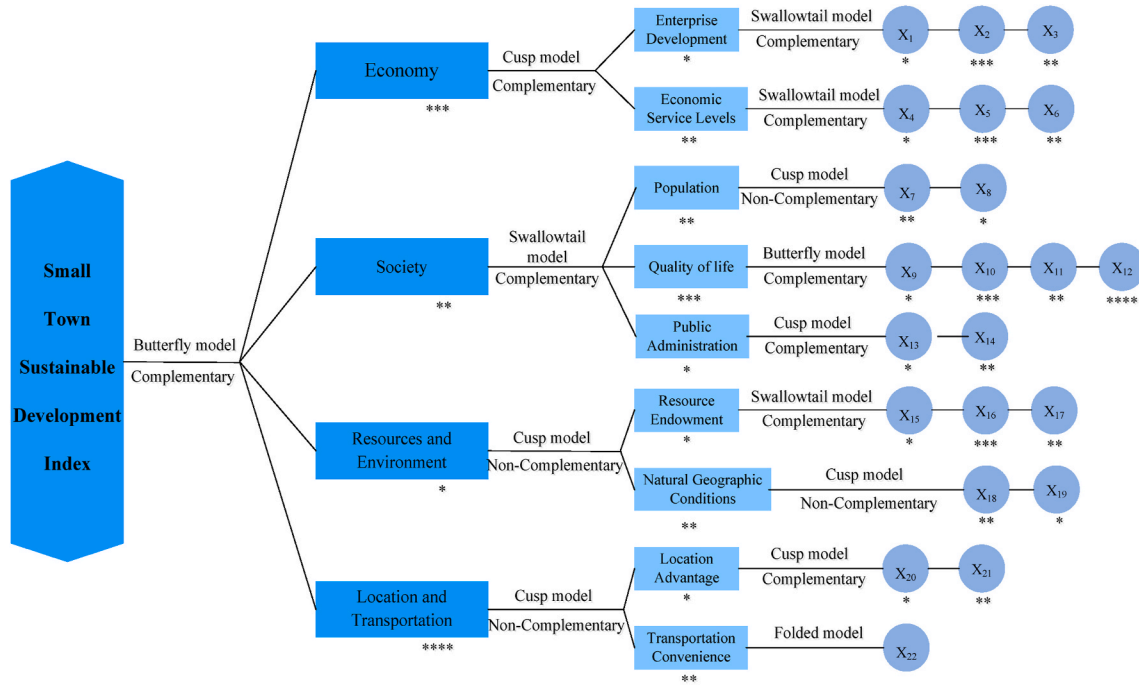 Small
Town
Sustainable
Development
Index
Butterfly model
Complementary
Economy
***
Cusp model
Complementary
Enterprise
Development
*
Swallowtail model
Complementary
X1
*
X2
***
X3
**
Economic
Service Levels
**
Swallowtail model
Complementary
X4
*
X5
***
X6
**
Society
**
Swallowtail
model
Complementary
Population
**
Cusp model
Non-Complementary
X7
**
X8
*
Quality of life
***
Butterfly model
Complementary
X9
*
X10
***
X11
**
X12
****
Public
Administration
*
Cusp model
Complementary
X13
*
X14
**
Resources and
Environment
*
Cusp model
Non-Complementary
Resource
Endowment
*
Swallowtail model
Complementary
X15
*
X16
***
X17
**
Natural Geographic
Conditions
**
Cusp model
Non-Complementary
X18
**
X19
*
Location and
Transportation
****
Cusp model
Non-Complementary
Location
Advantage
*
Cusp model
Complementary
X20
*
X21
**
Transportation
Convenience
**
Folded model
X22